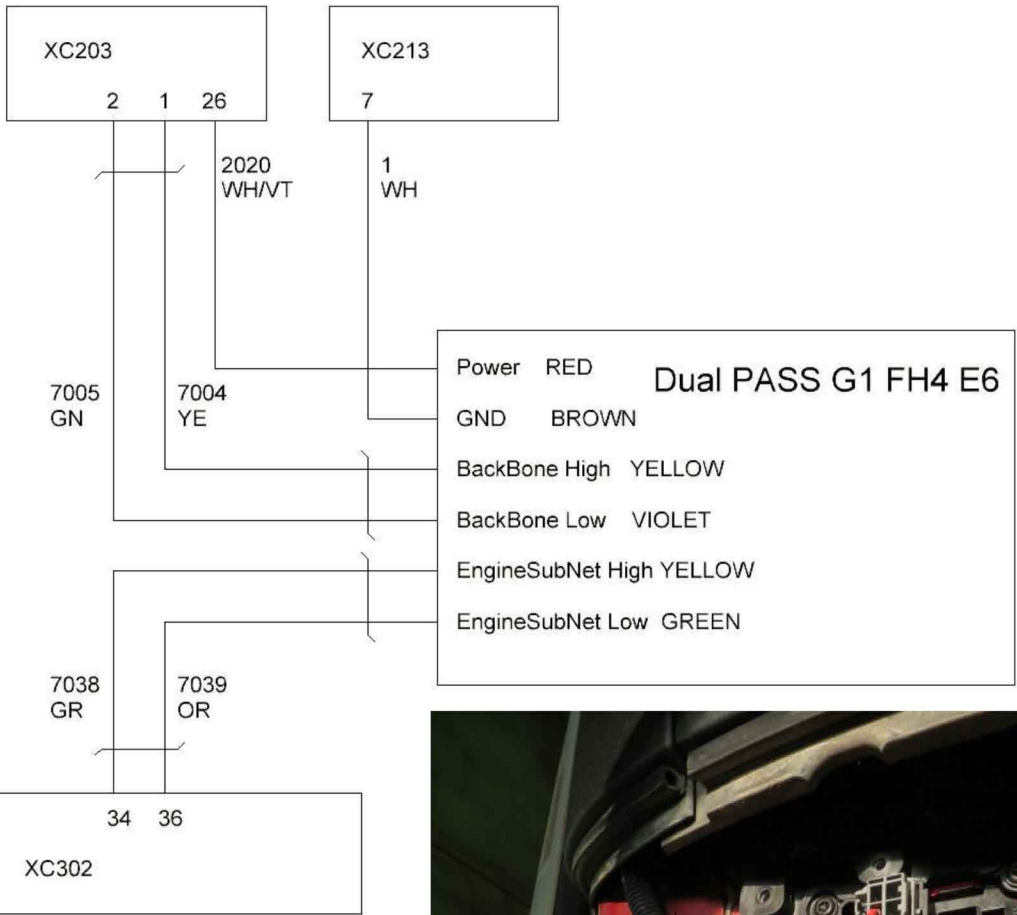 XC203
2 1 26
XC213
7
2020
WH/VT
1
WH
7005
GN
7004
YE
Dual PASS G1 FH4 E6
Power RED
GND BROWN
BackBone High YELLOW
BackBone Low VIOLET
EngineSubNet High YELLOW
EngineSubNet Low GREEN
7038
GR
7039
OR
34 36
XC302